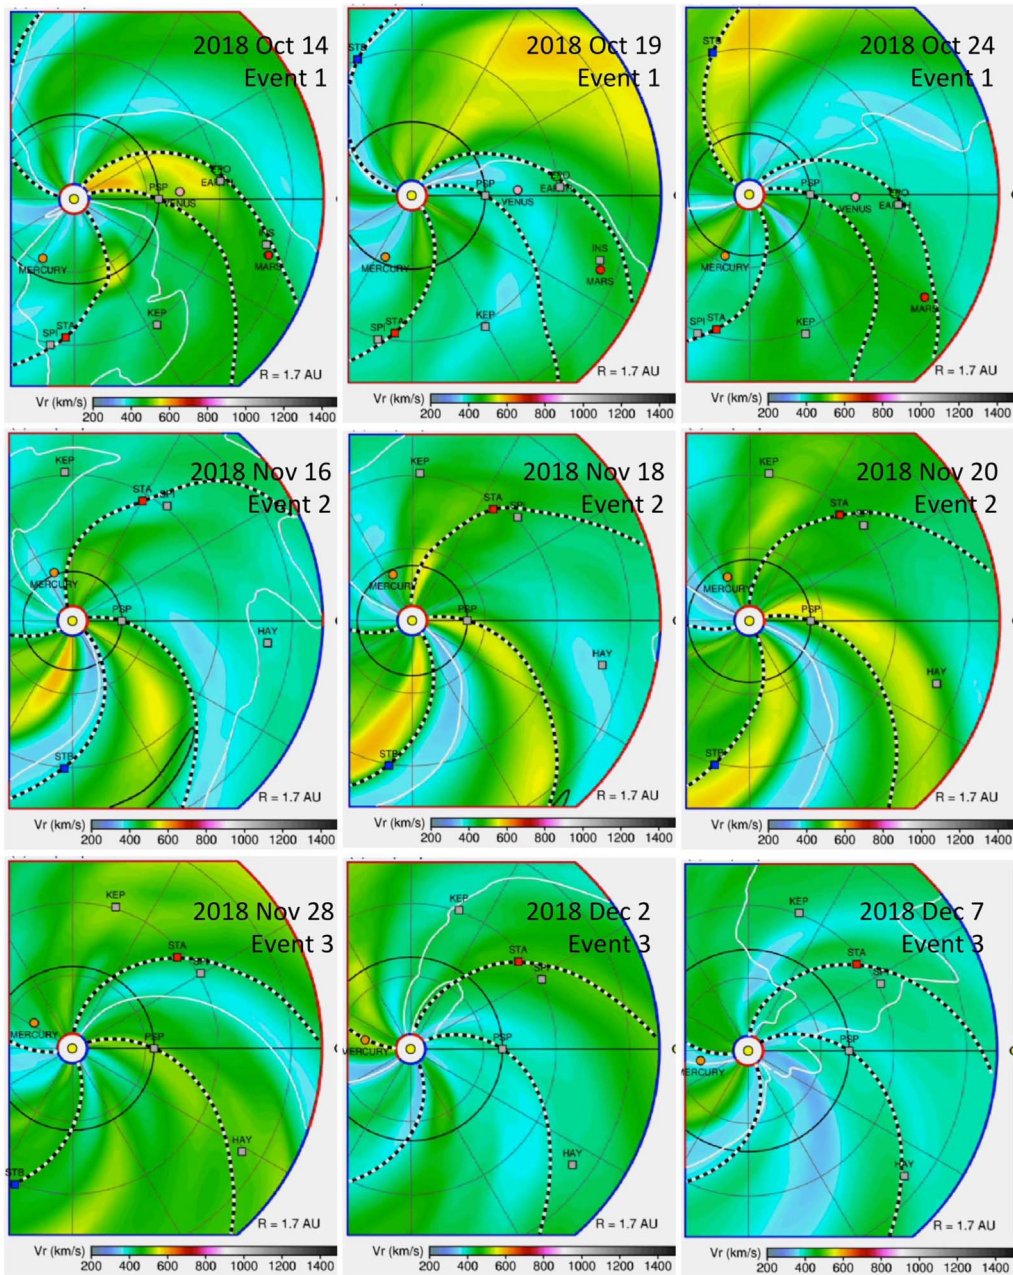 2018 Oct 14
Event 1
PSP
EARTH
VENUS
INS
MARS
MERCURY
STA
SPI
KEP
R = 1.7 AU
Vr (km/s)
200 400 600 800 1000 1200 1400
2018 Oct 19
Event 1
STB
PSP
EARTH
VENUS
INS
MARS
MERCURY
STA
SPI
KEP
R = 1.7 AU
Vr (km/s)
200 400 600 800 1000 1200 1400
2018 Oct 24
Event 1
STB
PSP
VENUS
EARTH
MERCURY
MARS
SPI
STA
KEP
R = 1.7 AU
Vr (km/s)
200 400 600 800 1000 1200 1400
2018 Nov 16
Event 2
KEP
STA
SPI
MERCURY
PSP
HAY
STB
R = 1.7 AU
Vr (km/s)
200 400 600 800 1000 1200 1400
2018 Nov 18
Event 2
KEP
STA
SPI
MERCURY
PSP
HAY
STB
R = 1.7 AU
Vr (km/s)
200 400 600 800 1000 1200 1400
2018 Nov 20
Event 2
KEP
STA
MERCURY
PSP
HAY
STB
R = 1.7 AU
Vr (km/s)
200 400 600 800 1000 1200 1400
2018 Nov 28
Event 3
KEP
STA
MERCURY
PSP
HAY
STB
R = 1.7 AU
Vr (km/s)
200 400 600 800 1000 1200 1400
2018 Dec 2
Event 3
KEP
STA
SPI
MERCURY
PSP
HAY
R = 1.7 AU
Vr (km/s)
200 400 600 800 1000 1200 1400
2018 Dec 7
Event 3
KEP
STA
SPI
PSP
MERCURY
HAY
R = 1.7 AU
Vr (km/s)
200 400 600 800 1000 1200 1400